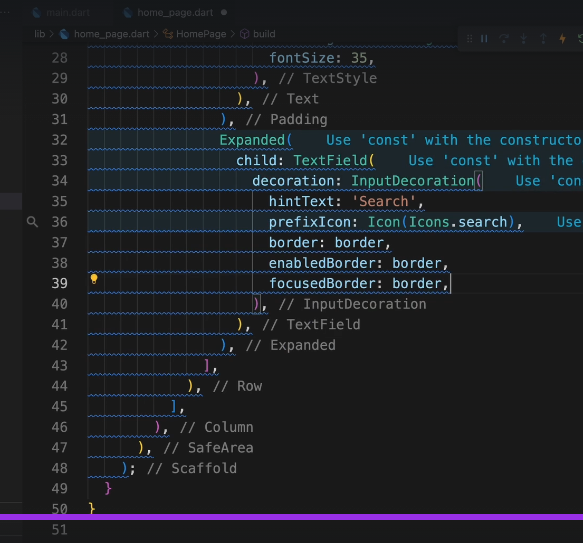 main.dart home_page.dart
lib > home_page.dart > HomePage > build
28 fontSize: 35,
29 ), // TextStyle
30 ), // Text
31 ), // Padding
32 Expanded( Use 'const' with the constructo
33 child: TextField( Use 'const' with the
34 decoration: InputDecoration( Use 'con
35 hintText: 'Search',
36 prefixIcon: Icon(Icons.search), Use
37 border: border,
38 enabledBorder: border,
39 focusedBorder: border,
40 ), // InputDecoration
41 ), // TextField
42 ), // Expanded
43 ],
44 ), // Row
45 ],
46 ), // Column
47 ), // SafeArea
48 ); // Scaffold
49 }
50 }
51